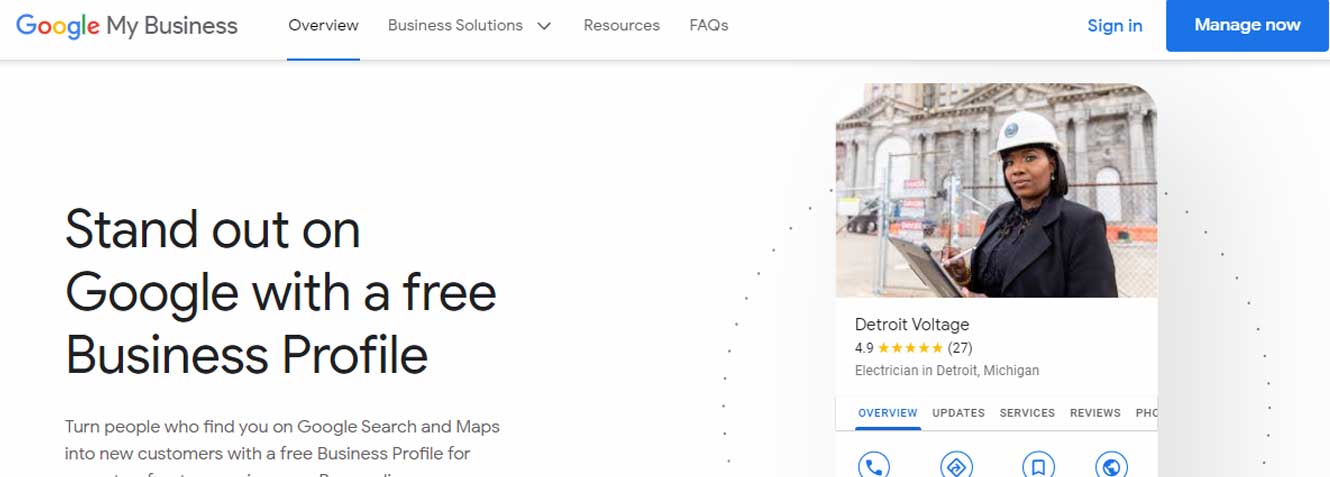 Google My Business
Overview
Business Solutions
Resources
FAQs
Sign in
Manage now
Stand out on
Google with a free
Business Profile
Turn people who find you on Google Search and Maps
into new customers with a free Business Profile for
Detroit Voltage
4.9 ★★★★★ (27)
Electrician in Detroit, Michigan
OVERVIEW
UPDATES
SERVICES
REVIEWS
PHO